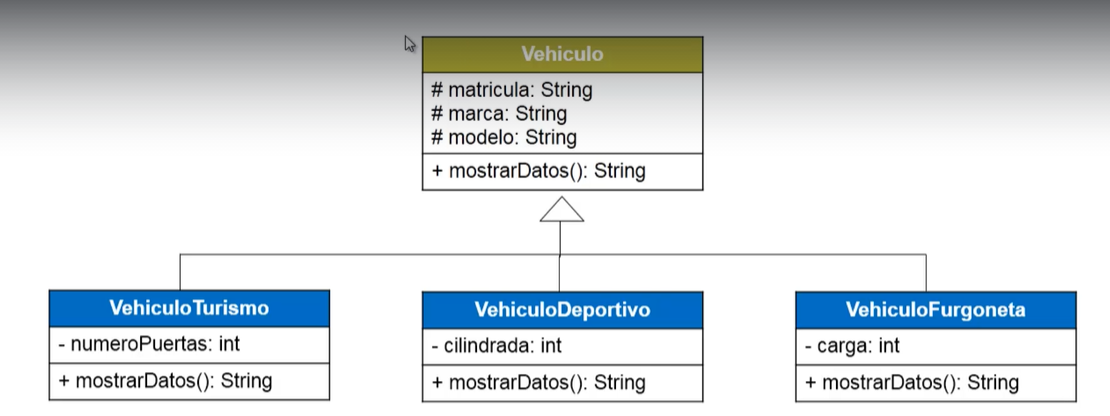 Vehiculo
# matricula: String
# marca: String
# modelo: String
+ mostrarDatos(): String
VehiculoTurismo
- numeroPuertas: int
+ mostrarDatos(): String
VehiculoDeportivo
- cilindrada: int
+ mostrarDatos(): String
VehiculoFurgoneta
- carga: int
+ mostrarDatos(): String